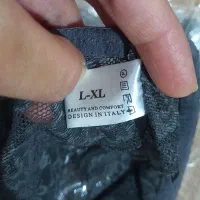 L-XL
BEAUTY AND COMFORT
DESIGN IN ITALY